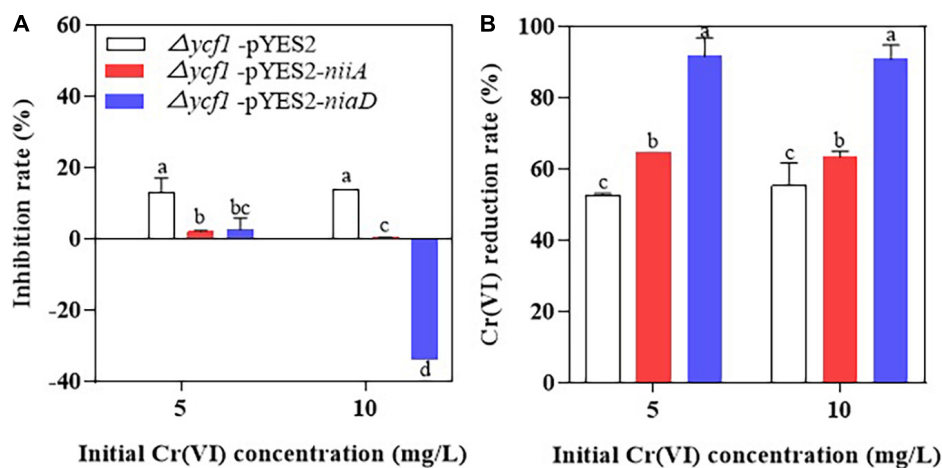 A
Inhibition rate (%)
60
40
20
0
-20
-40
Δycf1 -pYES2
Δycf1 -pYES2-niiA
Δycf1 -pYES2-niaD
a
b
bc
a
c
d
5
10
Initial Cr(VI) concentration (mg/L)
B
Cr(VI) reduction rate (%)
100
80
60
40
20
0
c
b
a
c
b
a
5
10
Initial Cr(VI) concentration (mg/L)